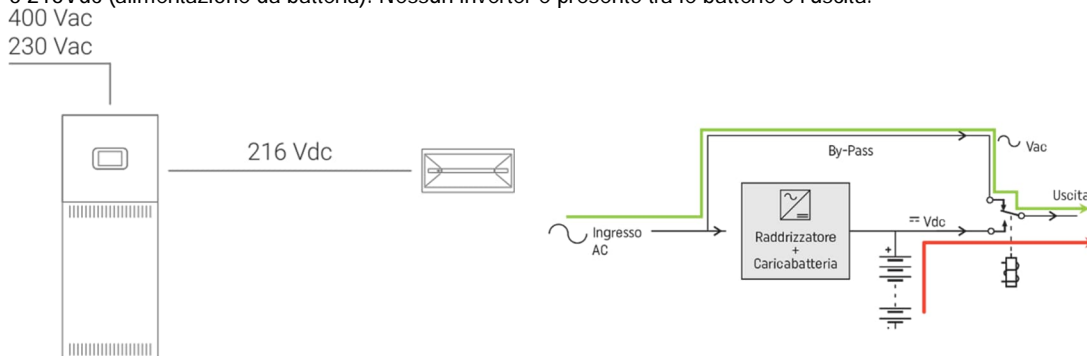 216Vdc (alimentazione da batteria). Nessun inverter è presente tra le batterie e l'uscita.
400 Vac
230 Vac
216 Vdc
By-Pass
Vac
Uscita
Ingresso
AC
Vdc
Raddrizzatore
+
Caricabatteria
+